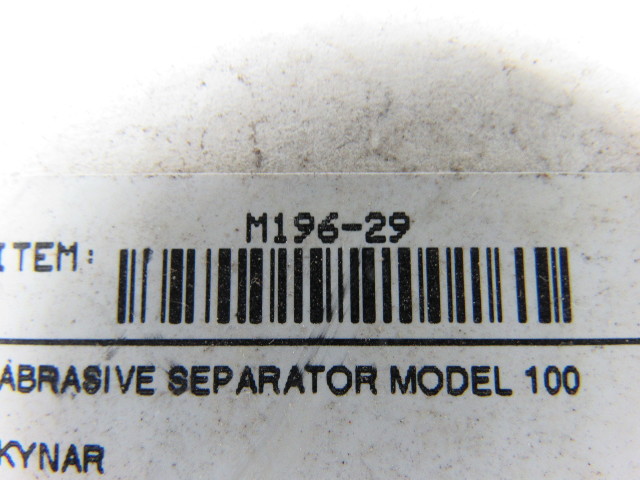 M196-29
ITEM:
ABRASIVE SEPARATOR MODEL 100
KYNAR